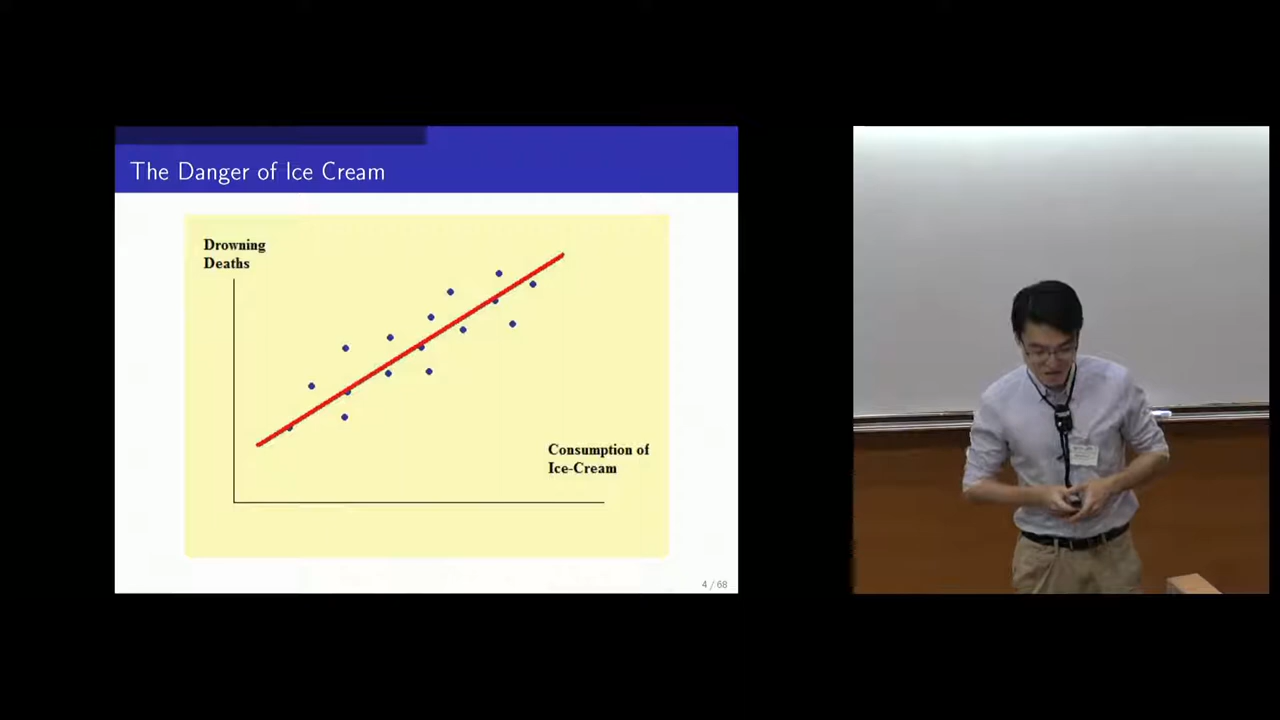 The Danger of Ice Cream
Drowning
Deaths
Consumption of
Ice-Cream
4 / 68